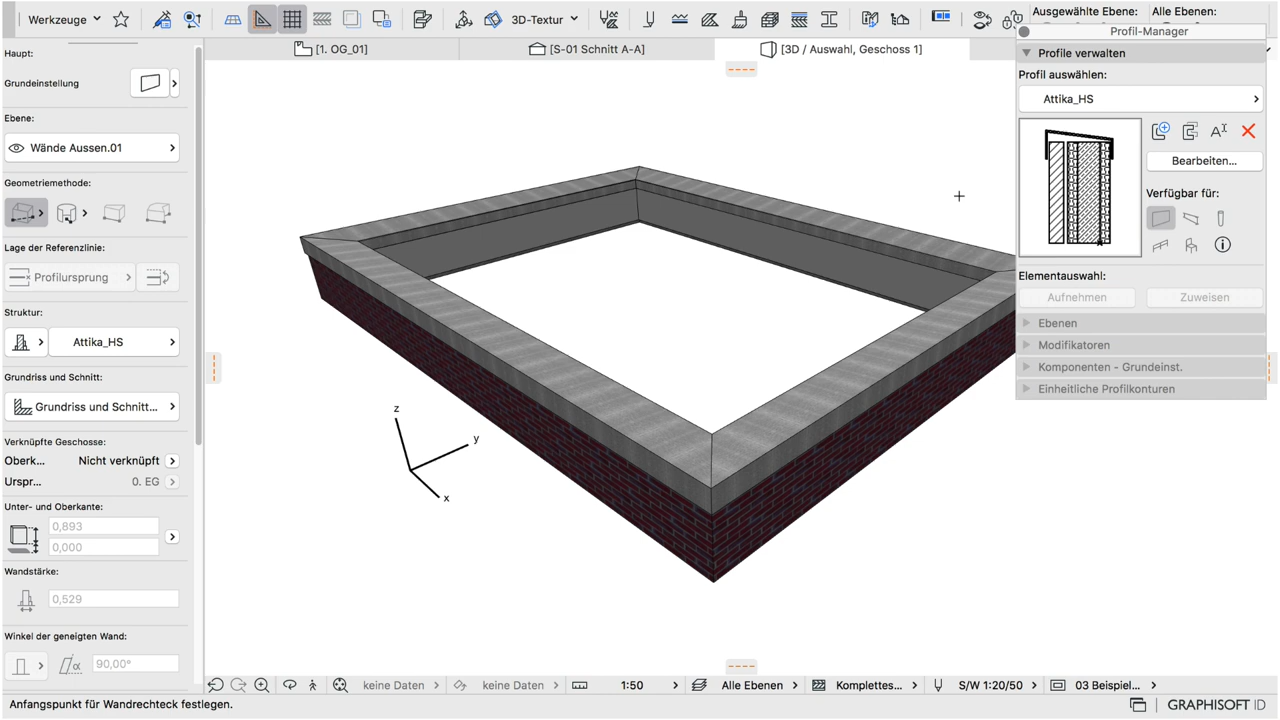 Werkzeuge
3D-Textur
Ausgewählte Ebene:
Alle Ebenen:
[1. OG_01]
[S-01 Schnitt A-A]
[3D / Auswahl, Geschoss 1]
Profil-Manager
Profile verwalten
Profil auswählen:
Attika_HS
Bearbeiten...
Verfügbar für:
Elementauswahl:
Aufnehmen
Zuweisen
Ebenen
Modifikatoren
Komponenten - Grundeinst.
Einheitliche Profilkonturen
Haupt:
Grundeinstellung
Ebene:
Wände Aussen.01
Geometriemethode:
Lage der Referenzlinie:
Profilursprung
Struktur:
Attika_HS
Grundriss und Schnitt:
Grundriss und Schnitt...
Verknüpfte Geschosse:
Oberk... Nicht verknüpft
Urspr... 0. EG
Unter- und Oberkante:
0,893
0,000
Wandstärke:
0,529
Winkel der geneigten Wand:
α 90,00°
z
y
x
keine Daten
keine Daten
1:50
Alle Ebenen
Komplettes...
S/W 1:20/50
03 Beispiel...
Anfangspunkt für Wandrechteck festlegen.
GRAPHISOFT ID